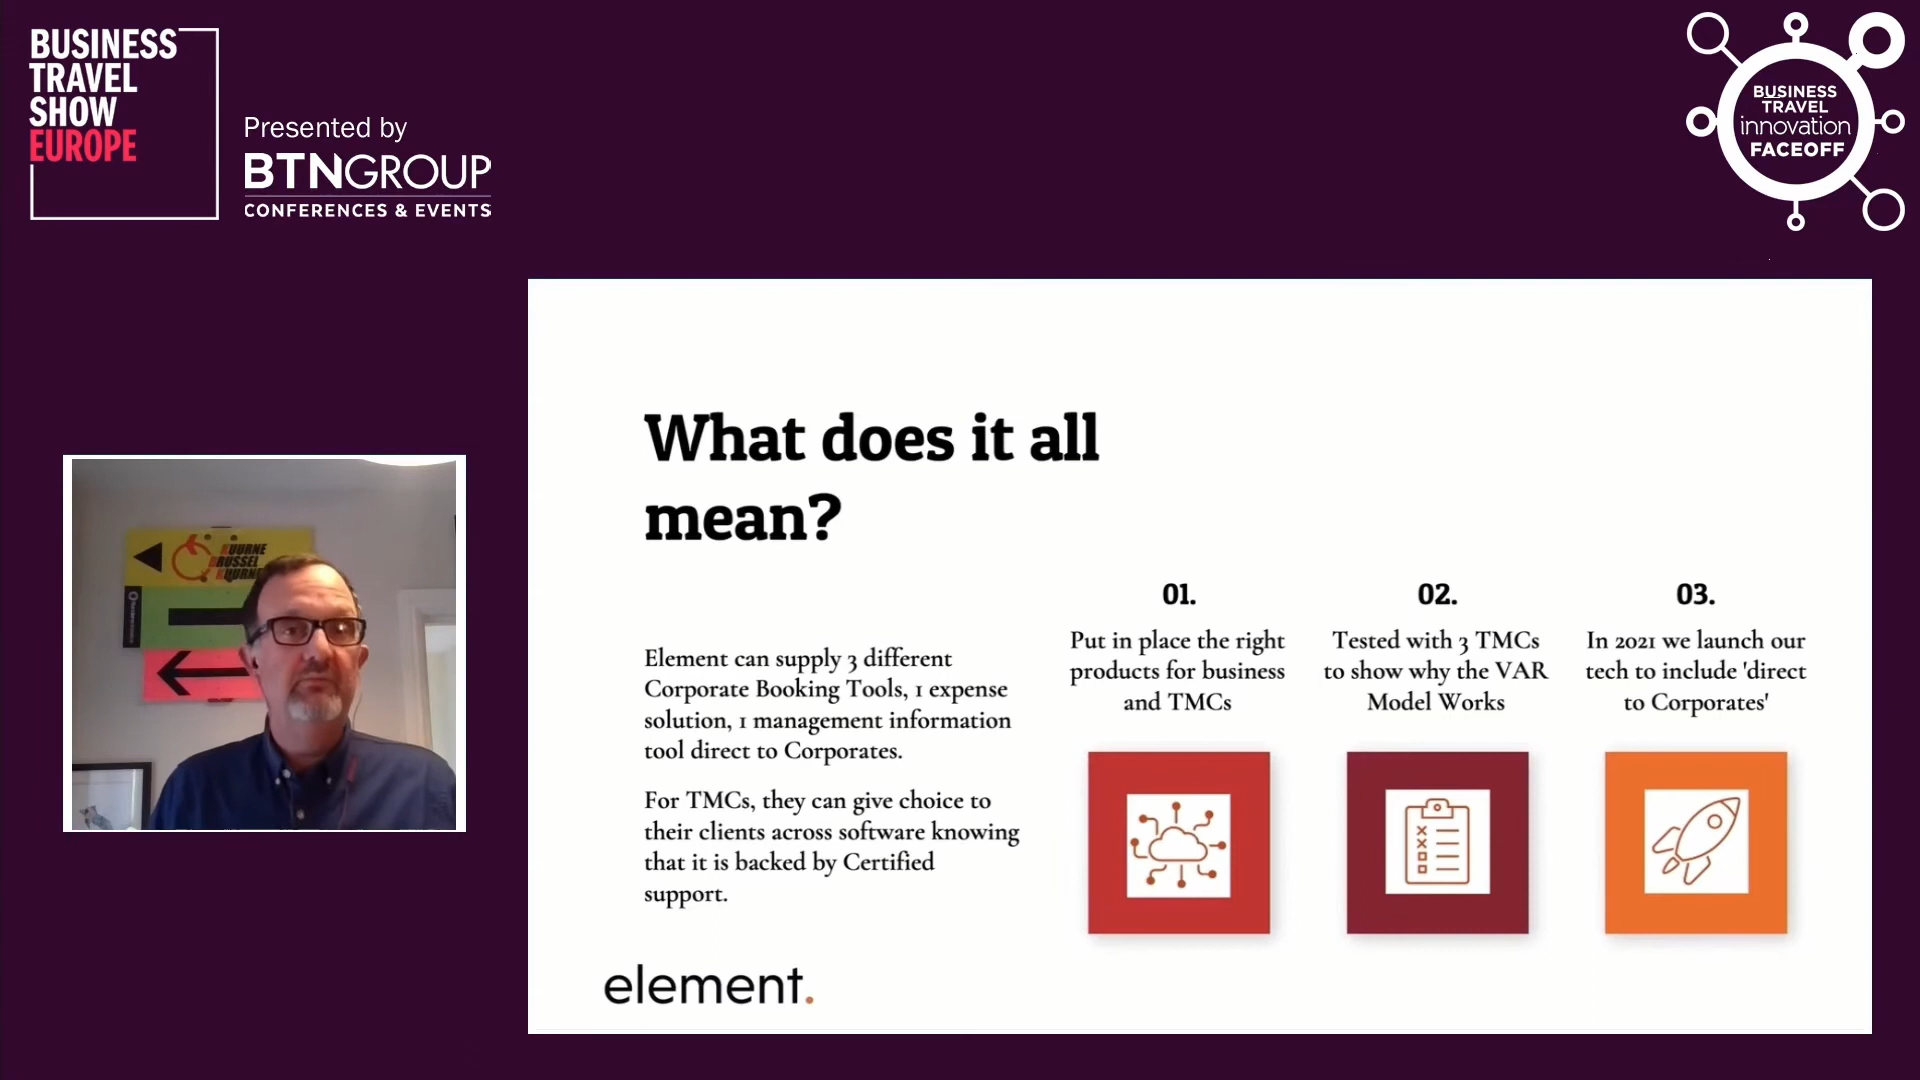 BUSINESS
TRAVEL
SHOW
EUROPE
Presented by
BTNGROUP
CONFERENCES & EVENTS
BUSINESS
TRAVEL
innovation
FACEOFF
KUURNE
BRUSSEL
KUURNE
What does it all
mean?
Element can supply 3 different
Corporate Booking Tools, 1 expense
solution, 1 management information
tool direct to Corporates.
For TMCs, they can give choice to
their clients across software knowing
that it is backed by Certified
support.
01.
Put in place the right
products for business
and TMCs
02.
Tested with 3 TMCs
to show why the VAR
Model Works
03.
In 2021 we launch our
tech to include 'direct
to Corporates'
element.